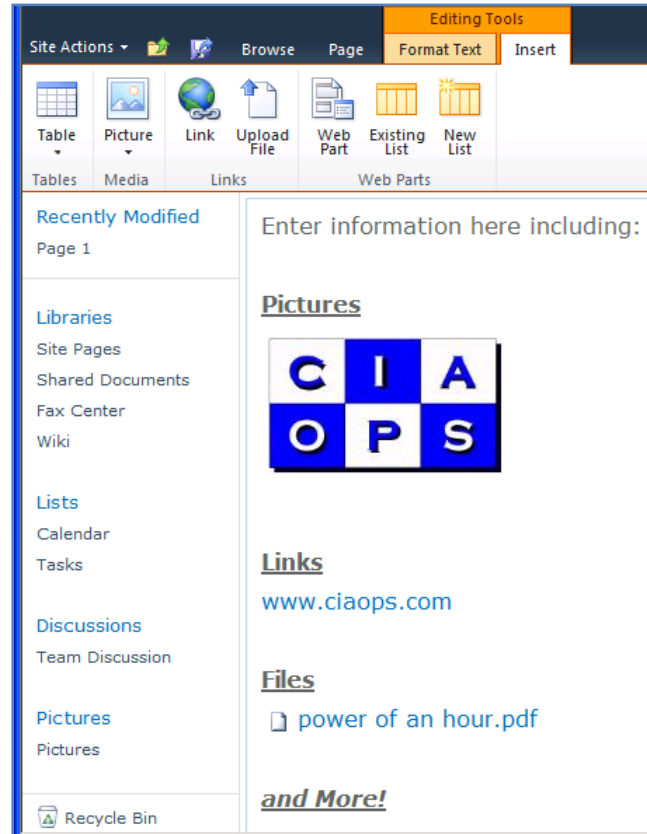 Editing Tools
Site Actions Browse Page Format Text Insert
Table Picture Link Upload File Web Part Existing List New List
Tables Media Links Web Parts
Recently Modified
Page 1
Libraries
Site Pages
Shared Documents
Fax Center
Wiki
Lists
Calendar
Tasks
Discussions
Team Discussion
Pictures
Pictures
Recycle Bin
Enter information here including:
Pictures
C I A
O P S
Links
www.ciaops.com
Files
power of an hour.pdf
and More!